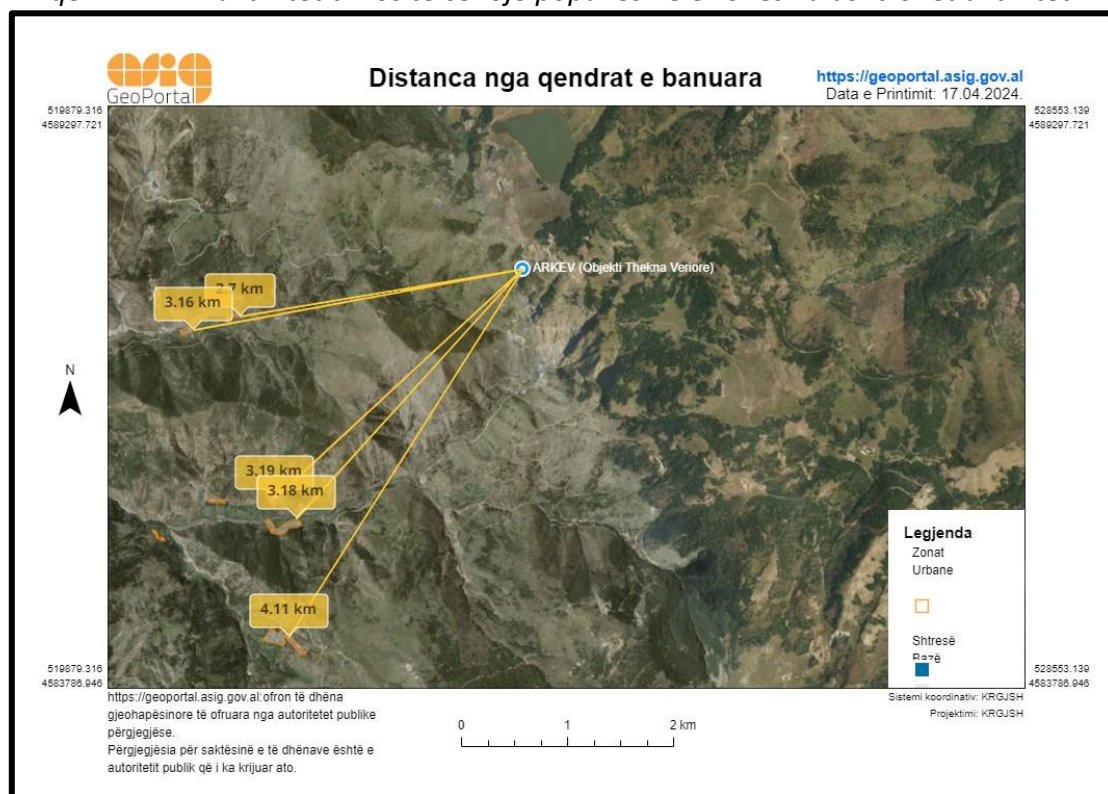 asig
GeoPortal
Distanca nga qendrat e banuara
https://geoportal.asig.gov.al
Data e Printimit: 17.04.2024.
519879.316
4589297.721
528553.139
4589297.721
ARKEV (Objekti Thekna Veriore)
2.7 km
3.16 km
N
3.19 km
3.18 km
4.11 km
Legjenda
Zonat
Urbane
Shtresë
Bazë
519879.316
4583786.946
528553.139
4583786.946
https://geoportal.asig.gov.al:ofron të dhëna
gjeohapësinore të ofruara nga autoritetet publike
përgjegjëse.
Përgjegjësia për saktësinë e të dhënave është e
autoritetit publik që i ka krijuar ato.
0 1 2 km
Sistemi koordinativ: KRGJSH
Projektimi: KRGJSH